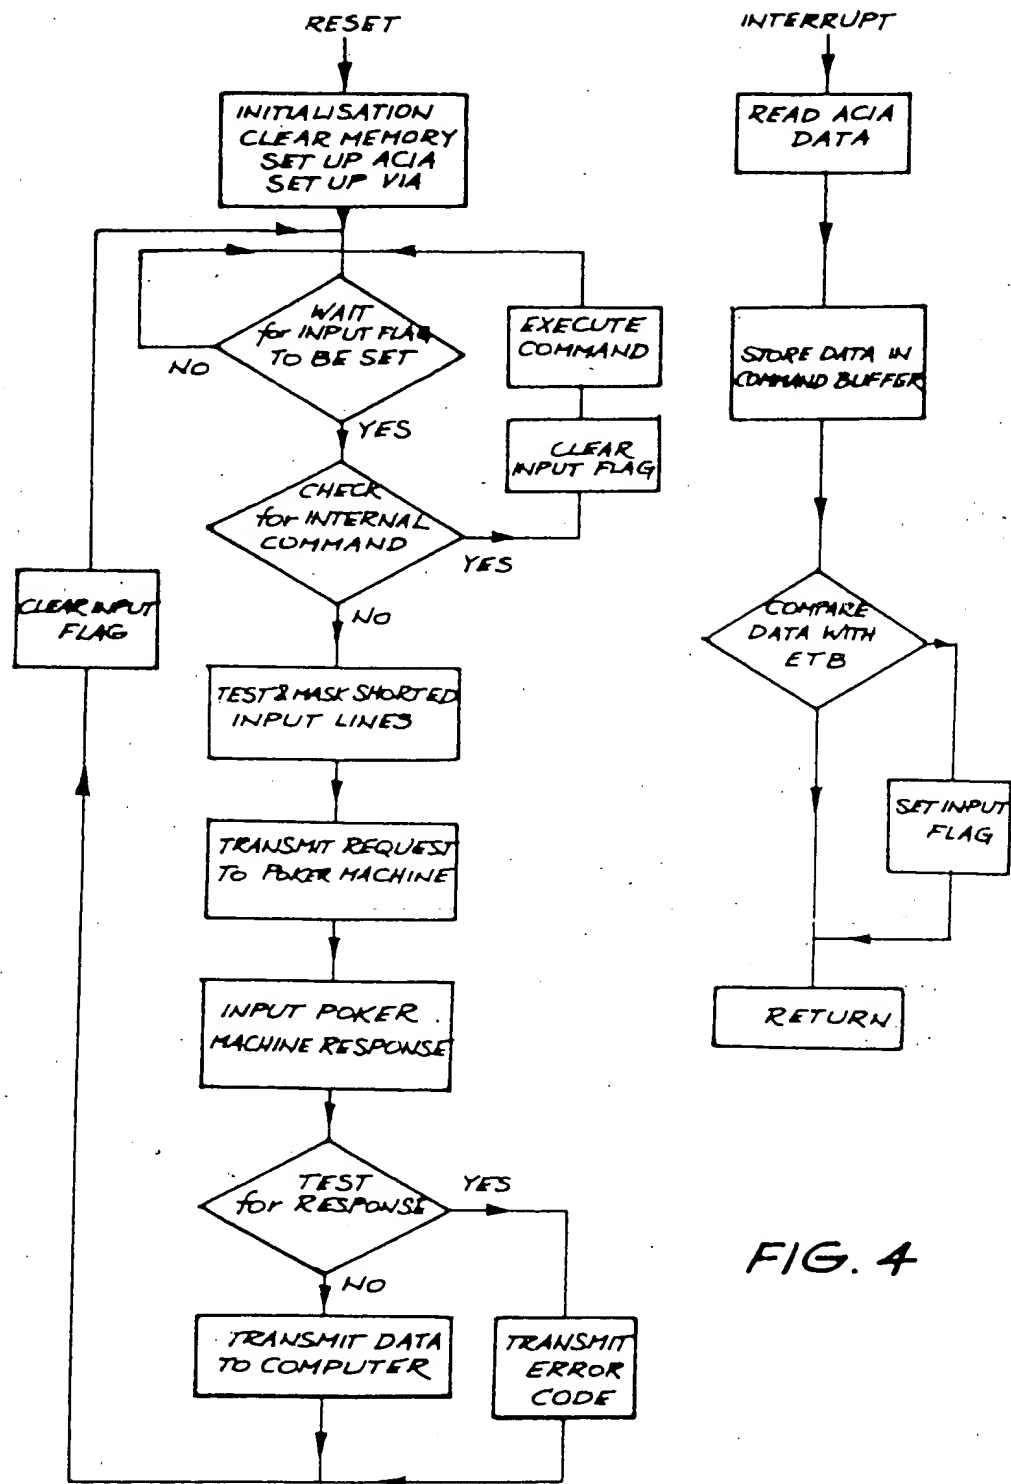 RESET
INITIALISATION
CLEAR MEMORY
SET UP ACIA
SET UP VIA
WAIT
for INPUT FLAG
TO BE SET
NO
YES
EXECUTE
COMMAND
CLEAR
INPUT FLAG
CHECK
for INTERNAL
COMMAND
YES
NO
CLEAR INPUT
FLAG
TEST & MASK SHORTED
INPUT LINES
TRANSMIT REQUEST
TO POKER MACHINE
INPUT POKER
MACHINE RESPONSE
TEST
for RESPONSE
YES
NO
TRANSMIT DATA
TO COMPUTER
TRANSMIT
ERROR
CODE
INTERRUPT
READ ACIA
DATA
STORE DATA IN
COMMAND BUFFER
COMPARE
DATA WITH
ETB
SET INPUT
FLAG
RETURN
FIG. 4